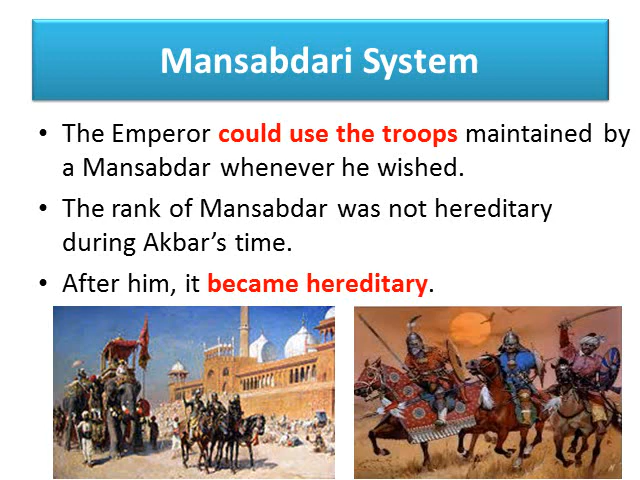 Mansabdari System
• The Emperor could use the troops maintained by
a Mansabdar whenever he wished.
• The rank of Mansabdar was not hereditary
during Akbar’s time.
• After him, it became hereditary.